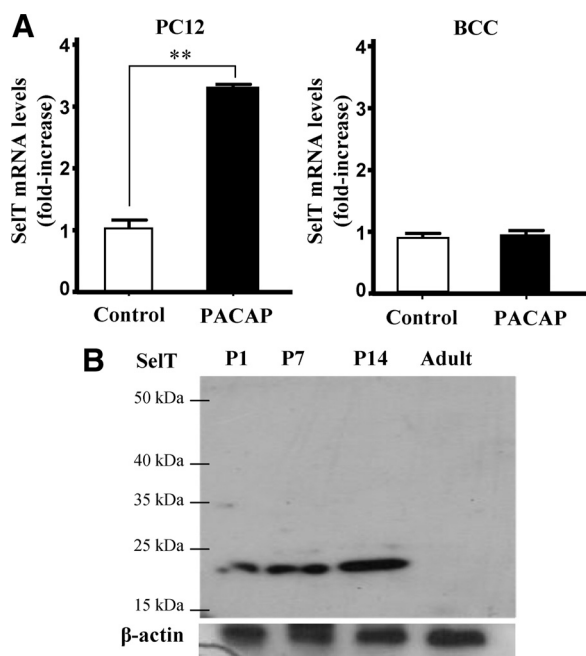 A
PC12
BCC
**
SelT mRNA levels
(fold-increase)
4
3
2
1
0
Control
PACAP
SelT mRNA levels
(fold-increase)
4
3
2
1
0
Control
PACAP
B
SelT
P1
P7
P14
Adult
50 kDa
40 kDa
35 kDa
25 kDa
15 kDa
β-actin